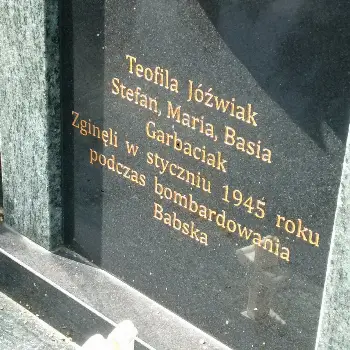 Teofila Jóźwiak
Stefan, Maria, Basia
Garbaciak
Zginęli w styczniu 1945 roku
podczas bombardowania
Babska